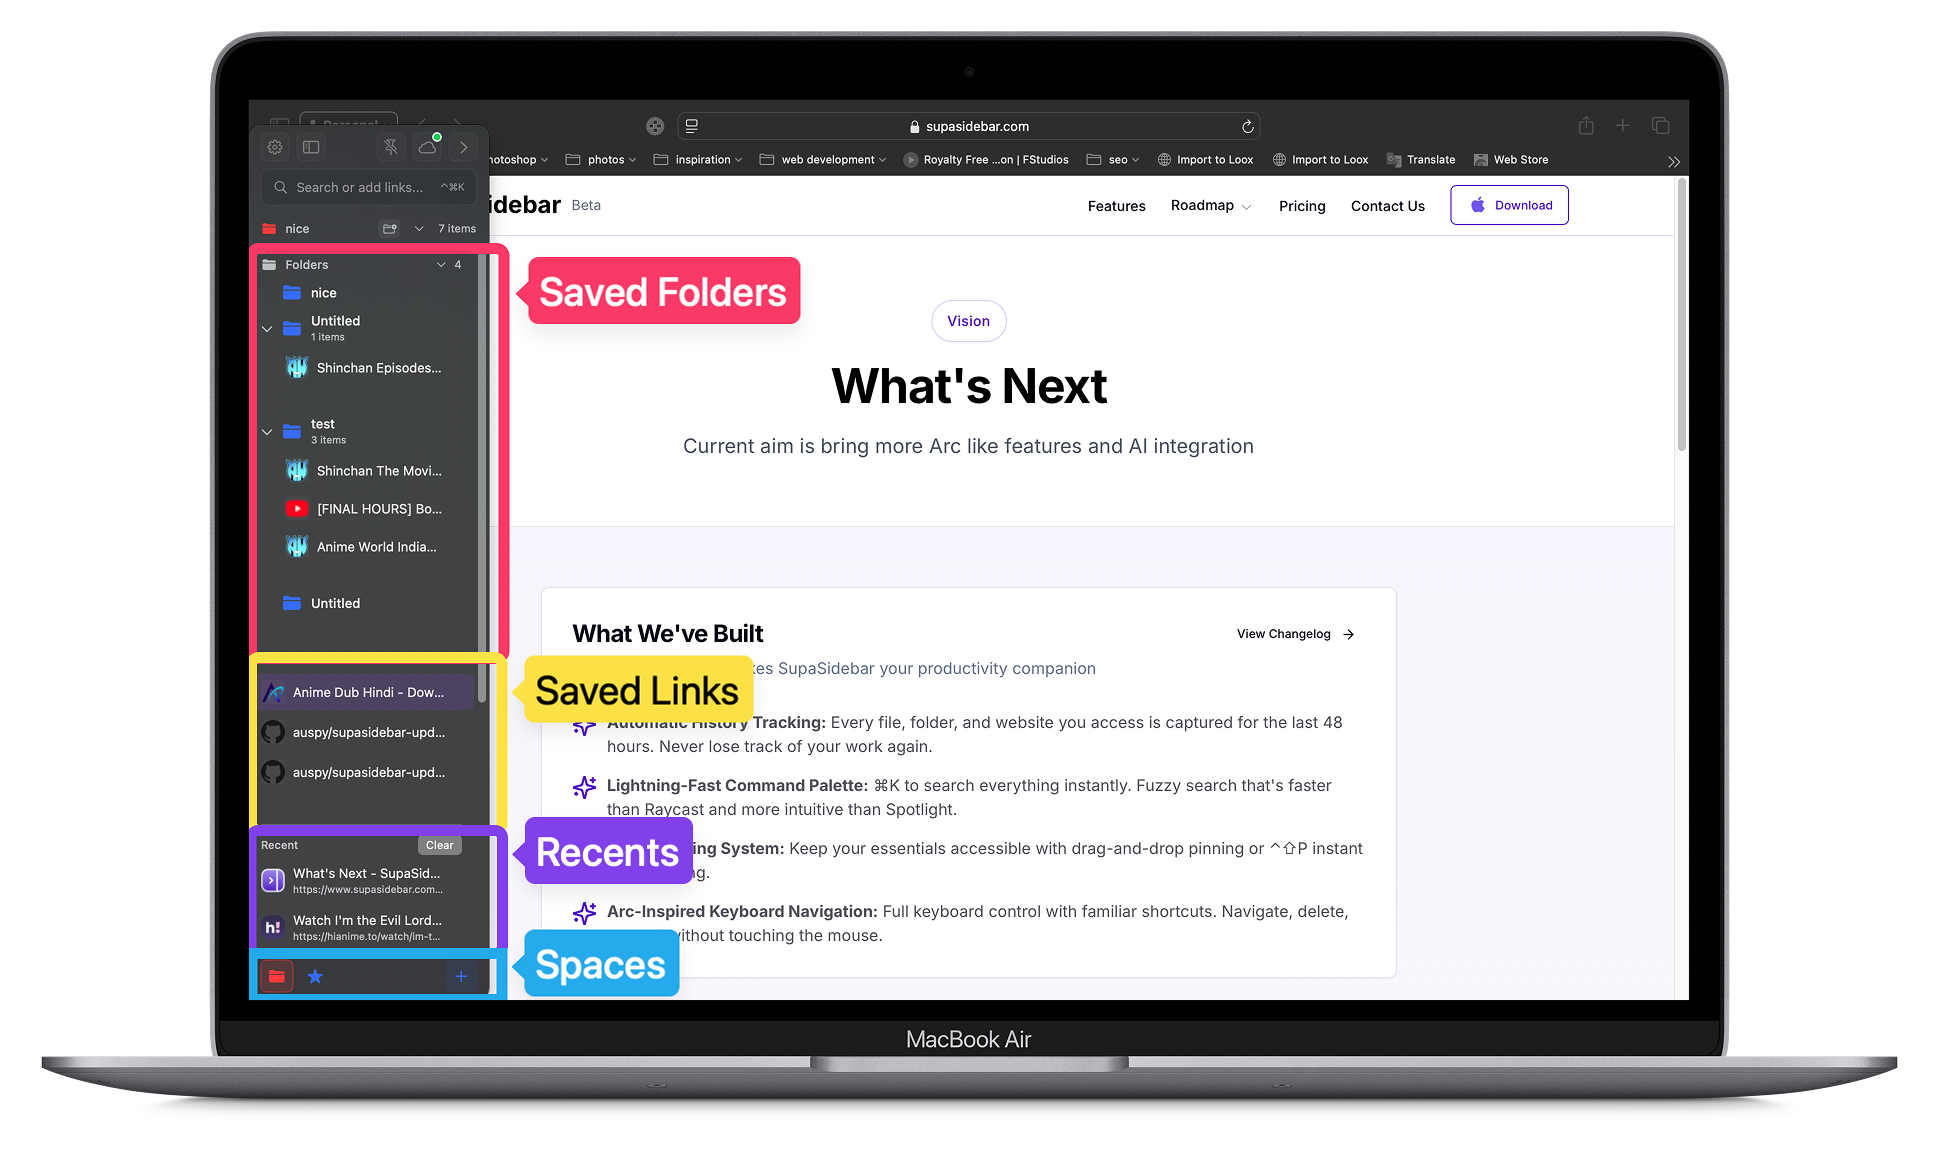 supasidebar.com
Search or add links... ^⌘K
nice 7 items
Folders 4
nice
Untitled
1 items
Shinchan Episodes...
test
3 items
Shinchan The Movi...
[FINAL HOURS] Bo...
Anime World India...
Untitled
Anime Dub Hindi - Dow...
auspy/supasidebar-upd...
auspy/supasidebar-upd...
Recent Clear
What's Next - SupaSid...
https://www.supasidebar.com...
Watch I'm the Evil Lord...
https://hianime.to/watch/im-t...
Saved Folders
Saved Links
Recents
Spaces
photos inspiration web development Royalty Free ...on | FStudios seo Import to Loox Import to Loox Translate Web Store
idebar Beta Features Roadmap Pricing Contact Us Download
Vision
What's Next
Current aim is bring more Arc like features and AI integration
What We've Built View Changelog →
SupaSidebar your productivity companion
Automatic History Tracking: Every file, folder, and website you access is captured for the last 48
hours. Never lose track of your work again.
Lightning-Fast Command Palette: ⌘K to search everything instantly. Fuzzy search that's faster
than Raycast and more intuitive than Spotlight.
System: Keep your essentials accessible with drag-and-drop pinning or ^⇧P instant
Arc-Inspired Keyboard Navigation: Full keyboard control with familiar shortcuts. Navigate, delete,
without touching the mouse.
MacBook Air